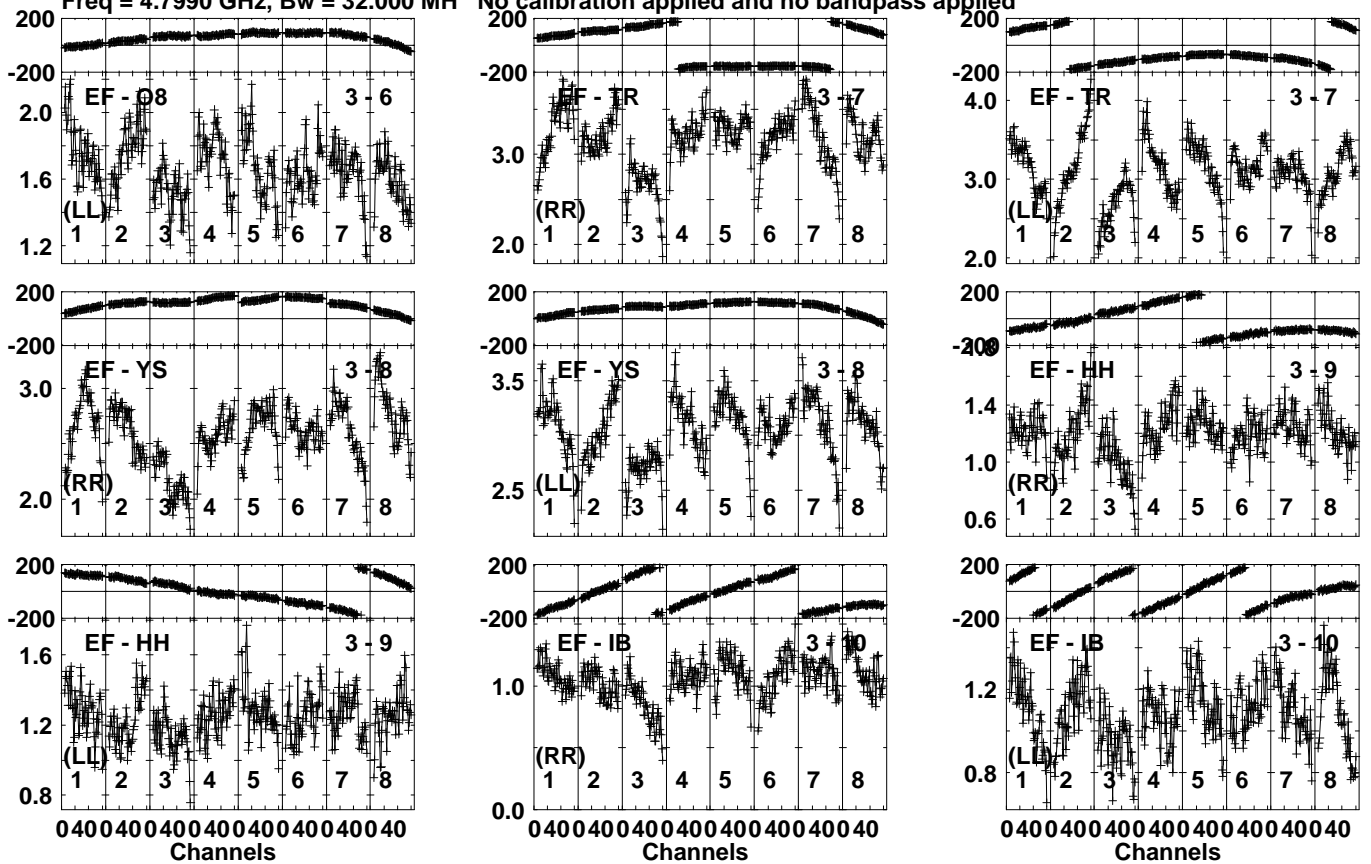 Freq = 4.7990 GHz, Bw = 32.000 MH No calibration applied and no bandpass applied
200 200 200
-200 -200 -200
EF - O8 3 - 6 EF - TR 3 - 7 EF - TR 3 - 7
2.0 1.6 1.2
3.0 2.0
4.0 3.0 2.0
(LL) (RR) (LL)
1 2 3 4 5 6 7 8 1 2 3 4 5 6 7 8 1 2 3 4 5 6 7 8
200 200 200
-200 -200
EF - YS 3 - 8 EF - YS 3 - 8 EF - HH 3 - 9
3.0 2.0
3.5 2.5
1.4 1.0 0.6
(RR) (LL) (RR)
1 2 3 4 5 6 7 8 1 2 3 4 5 6 7 8 1 2 3 4 5 6 7 8
200 200 200
-200 -200 -200
EF - HH 3 - 9 EF - IB 3 - 10 EF - IB 3 - 10
1.6 1.2 0.8
1.0 0.0
1.2 0.8
(LL) (RR) (LL)
1 2 3 4 5 6 7 8 1 2 3 4 5 6 7 8 1 2 3 4 5 6 7 8
0 40 0 40 0 40 0 40 0 40 0 40 0 40 0 40 0 40 0 40 0 40 0 40 0 40 0 40 0 40 0 40 0 40 0 40 0 40 0 40 0 40 0 40 0 40 0 40
Channels Channels Channels